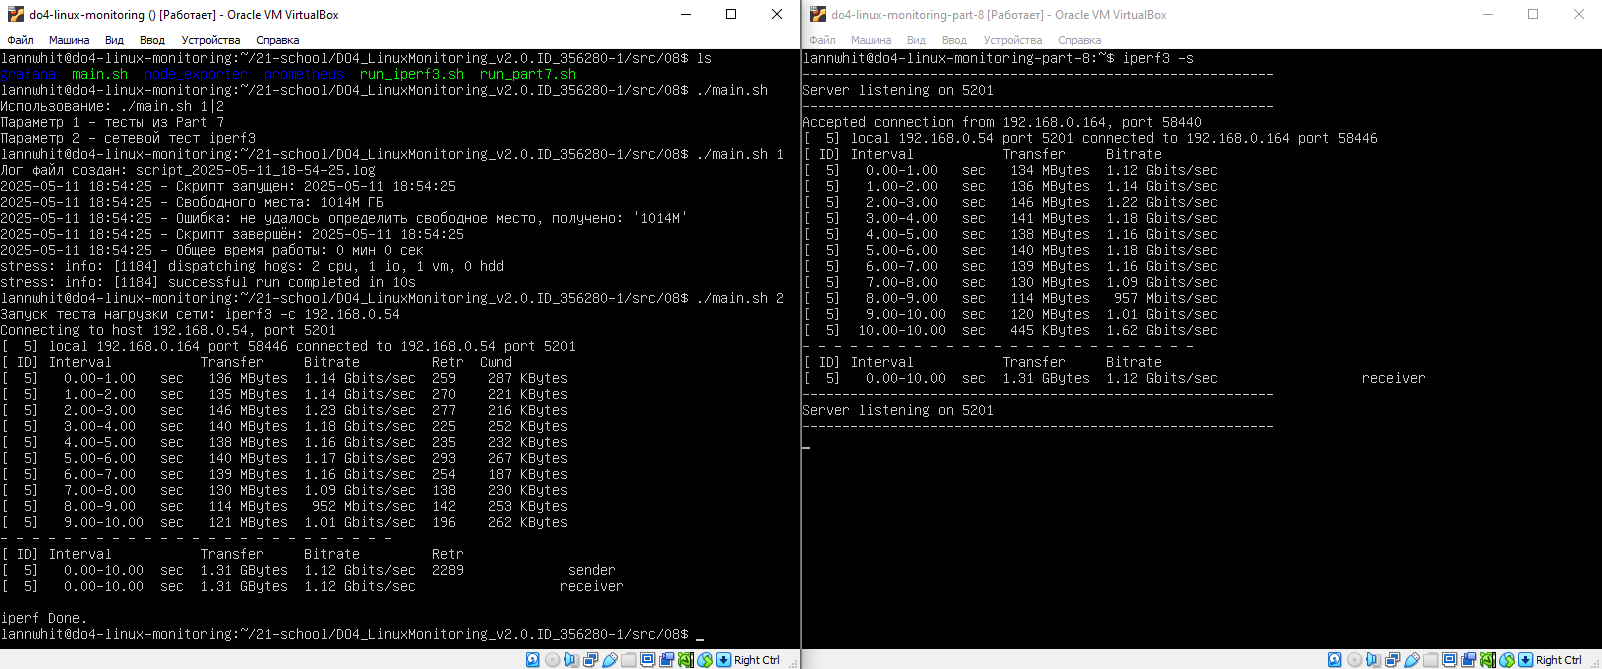 do4-linux-monitoring () [Работает] - Oracle VM VirtualBox
Файл Машина Вид Ввод Устройства Справка
lannwhit@do4-linux-monitoring:~/21-school/DO4_LinuxMonitoring_v2.0.ID_356280-1/src/08$ ls
grafana main.sh node_exporter prometheus run_iperf3.sh run_part7.sh
lannwhit@do4-linux-monitoring:~/21-school/DO4_LinuxMonitoring_v2.0.ID_356280-1/src/08$ ./main.sh
Использование: ./main.sh 1|2
Параметр 1 - тесты из Part 7
Параметр 2 - сетевой тест iperf3
lannwhit@do4-linux-monitoring:~/21-school/DO4_LinuxMonitoring_v2.0.ID_356280-1/src/08$ ./main.sh 1
Лог файл создан: script_2025-05-11_18-54-25.log
2025-05-11 18:54:25 - Скрипт запущен: 2025-05-11 18:54:25
2025-05-11 18:54:25 - Свободного места: 1014M ГБ
2025-05-11 18:54:25 - Ошибка: не удалось определить свободное место, получено: '1014M'
2025-05-11 18:54:25 - Скрипт завершён: 2025-05-11 18:54:25
2025-05-11 18:54:25 - Общее время работы: 0 мин 0 сек
stress: info: [1184] dispatching hogs: 2 cpu, 1 io, 1 vm, 0 hdd
stress: info: [1184] successful run completed in 10s
lannwhit@do4-linux-monitoring:~/21-school/DO4_LinuxMonitoring_v2.0.ID_356280-1/src/08$ ./main.sh 2
Запуск теста нагрузки сети: iperf3 -c 192.168.0.54
Connecting to host 192.168.0.54, port 5201
[  5] local 192.168.0.164 port 58446 connected to 192.168.0.54 port 5201
[ ID] Interval Transfer Bitrate Retr Cwnd
[  5] 0.00-1.00 sec 136 MBytes 1.14 Gbits/sec 259 287 KBytes
[  5] 1.00-2.00 sec 135 MBytes 1.14 Gbits/sec 270 221 KBytes
[  5] 2.00-3.00 sec 146 MBytes 1.23 Gbits/sec 277 216 KBytes
[  5] 3.00-4.00 sec 140 MBytes 1.18 Gbits/sec 225 252 KBytes
[  5] 4.00-5.00 sec 138 MBytes 1.16 Gbits/sec 235 232 KBytes
[  5] 5.00-6.00 sec 140 MBytes 1.17 Gbits/sec 293 267 KBytes
[  5] 6.00-7.00 sec 139 MBytes 1.16 Gbits/sec 254 187 KBytes
[  5] 7.00-8.00 sec 130 MBytes 1.09 Gbits/sec 138 230 KBytes
[  5] 8.00-9.00 sec 114 MBytes 952 Mbits/sec 142 253 KBytes
[  5] 9.00-10.00 sec 121 MBytes 1.01 Gbits/sec 196 262 KBytes
- - - - - - - - - - - - - - - - - - - - - - - - -
[ ID] Interval Transfer Bitrate Retr
[  5] 0.00-10.00 sec 1.31 GBytes 1.12 Gbits/sec 2289 sender
[  5] 0.00-10.00 sec 1.31 GBytes 1.12 Gbits/sec receiver
iperf Done.
lannwhit@do4-linux-monitoring:~/21-school/DO4_LinuxMonitoring_v2.0.ID_356280-1/src/08$ _
Right Ctrl
do4-linux-monitoring-part-8 [Работает] - Oracle VM VirtualBox
Файл Машина Вид Ввод Устройства Справка
lannwhit@do4-linux-monitoring-part-8:~$ iperf3 -s
-----------------------------------------------------------
Server listening on 5201
-----------------------------------------------------------
Accepted connection from 192.168.0.164, port 58440
[  5] local 192.168.0.54 port 5201 connected to 192.168.0.164 port 58446
[ ID] Interval Transfer Bitrate
[  5] 0.00-1.00 sec 134 MBytes 1.12 Gbits/sec
[  5] 1.00-2.00 sec 136 MBytes 1.14 Gbits/sec
[  5] 2.00-3.00 sec 146 MBytes 1.22 Gbits/sec
[  5] 3.00-4.00 sec 141 MBytes 1.18 Gbits/sec
[  5] 4.00-5.00 sec 138 MBytes 1.16 Gbits/sec
[  5] 5.00-6.00 sec 140 MBytes 1.18 Gbits/sec
[  5] 6.00-7.00 sec 139 MBytes 1.16 Gbits/sec
[  5] 7.00-8.00 sec 130 MBytes 1.09 Gbits/sec
[  5] 8.00-9.00 sec 114 MBytes 957 Mbits/sec
[  5] 9.00-10.00 sec 120 MBytes 1.01 Gbits/sec
[  5] 10.00-10.00 sec 445 KBytes 1.62 Gbits/sec
- - - - - - - - - - - - - - - - - - - - - - - - -
[ ID] Interval Transfer Bitrate
[  5] 0.00-10.00 sec 1.31 GBytes 1.12 Gbits/sec receiver
-----------------------------------------------------------
Server listening on 5201
-----------------------------------------------------------
_
Right Ctrl